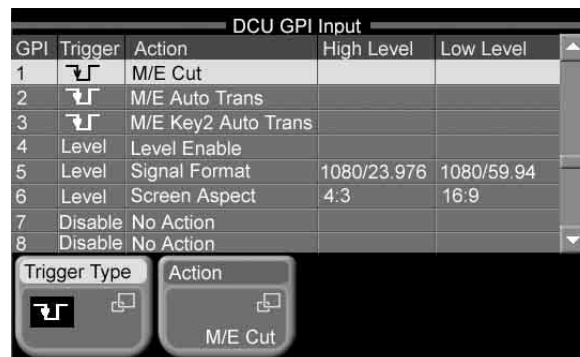 DCU GPI Input
GPI Trigger Action High Level Low Level
1 M/E Cut
2 M/E Auto Trans
3 M/E Key2 Auto Trans
4 Level Level Enable
5 Level Signal Format 1080/23.976 1080/59.94
6 Level Screen Aspect 4:3 16:9
7 Disable No Action
8 Disable No Action
Trigger Type Action
M/E Cut